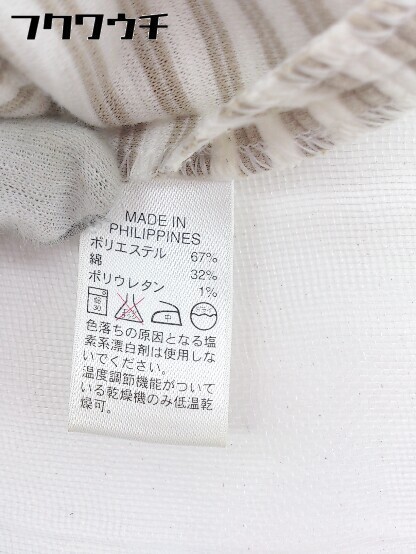 フクワウチ
MADE IN
PHILIPPINES
ポリエステル 67%
綿 32%
ポリウレタン 1%
30
中
色落ちの原因となる塩
素系漂白剤は使用しな
いでください。
温度調節機能がついて
いる乾燥機のみ低温乾
燥可。